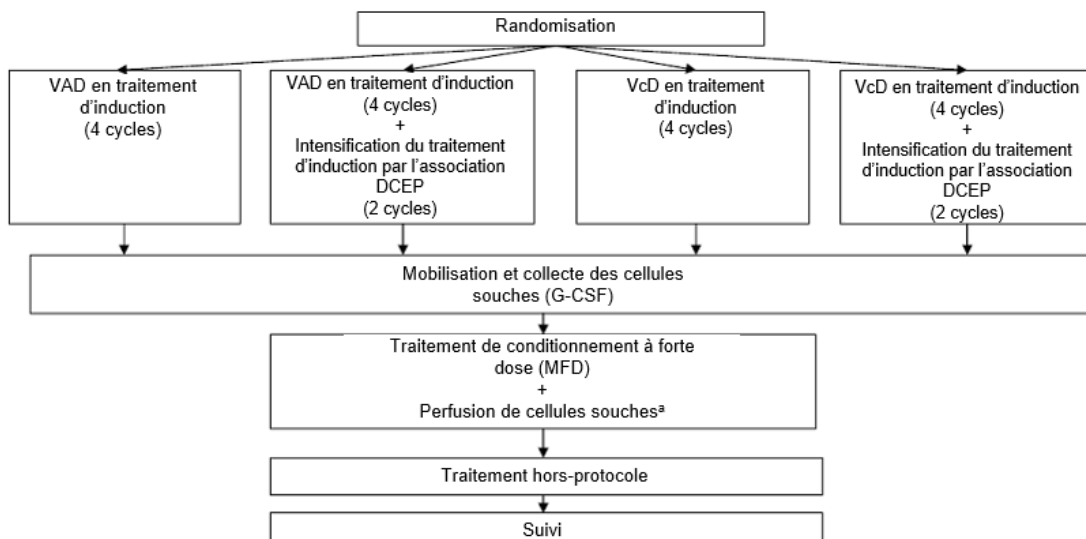 Randomisation
VAD en traitement
d'induction
(4 cycles)
VAD en traitement d'induction
(4 cycles)
+
Intensification du traitement
d'induction par l'association
DCEP
(2 cycles)
VcD en traitement
d'induction
(4 cycles)
VcD en traitement d'induction
(4 cycles)
+
Intensification du traitement
d'induction par l'association
DCEP
(2 cycles)
Mobilisation et collecte des cellules
souches (G-CSF)
Traitement de conditionnement à forte
dose (MFD)
+
Perfusion de cellules souchesª
Traitement hors-protocole
Suivi